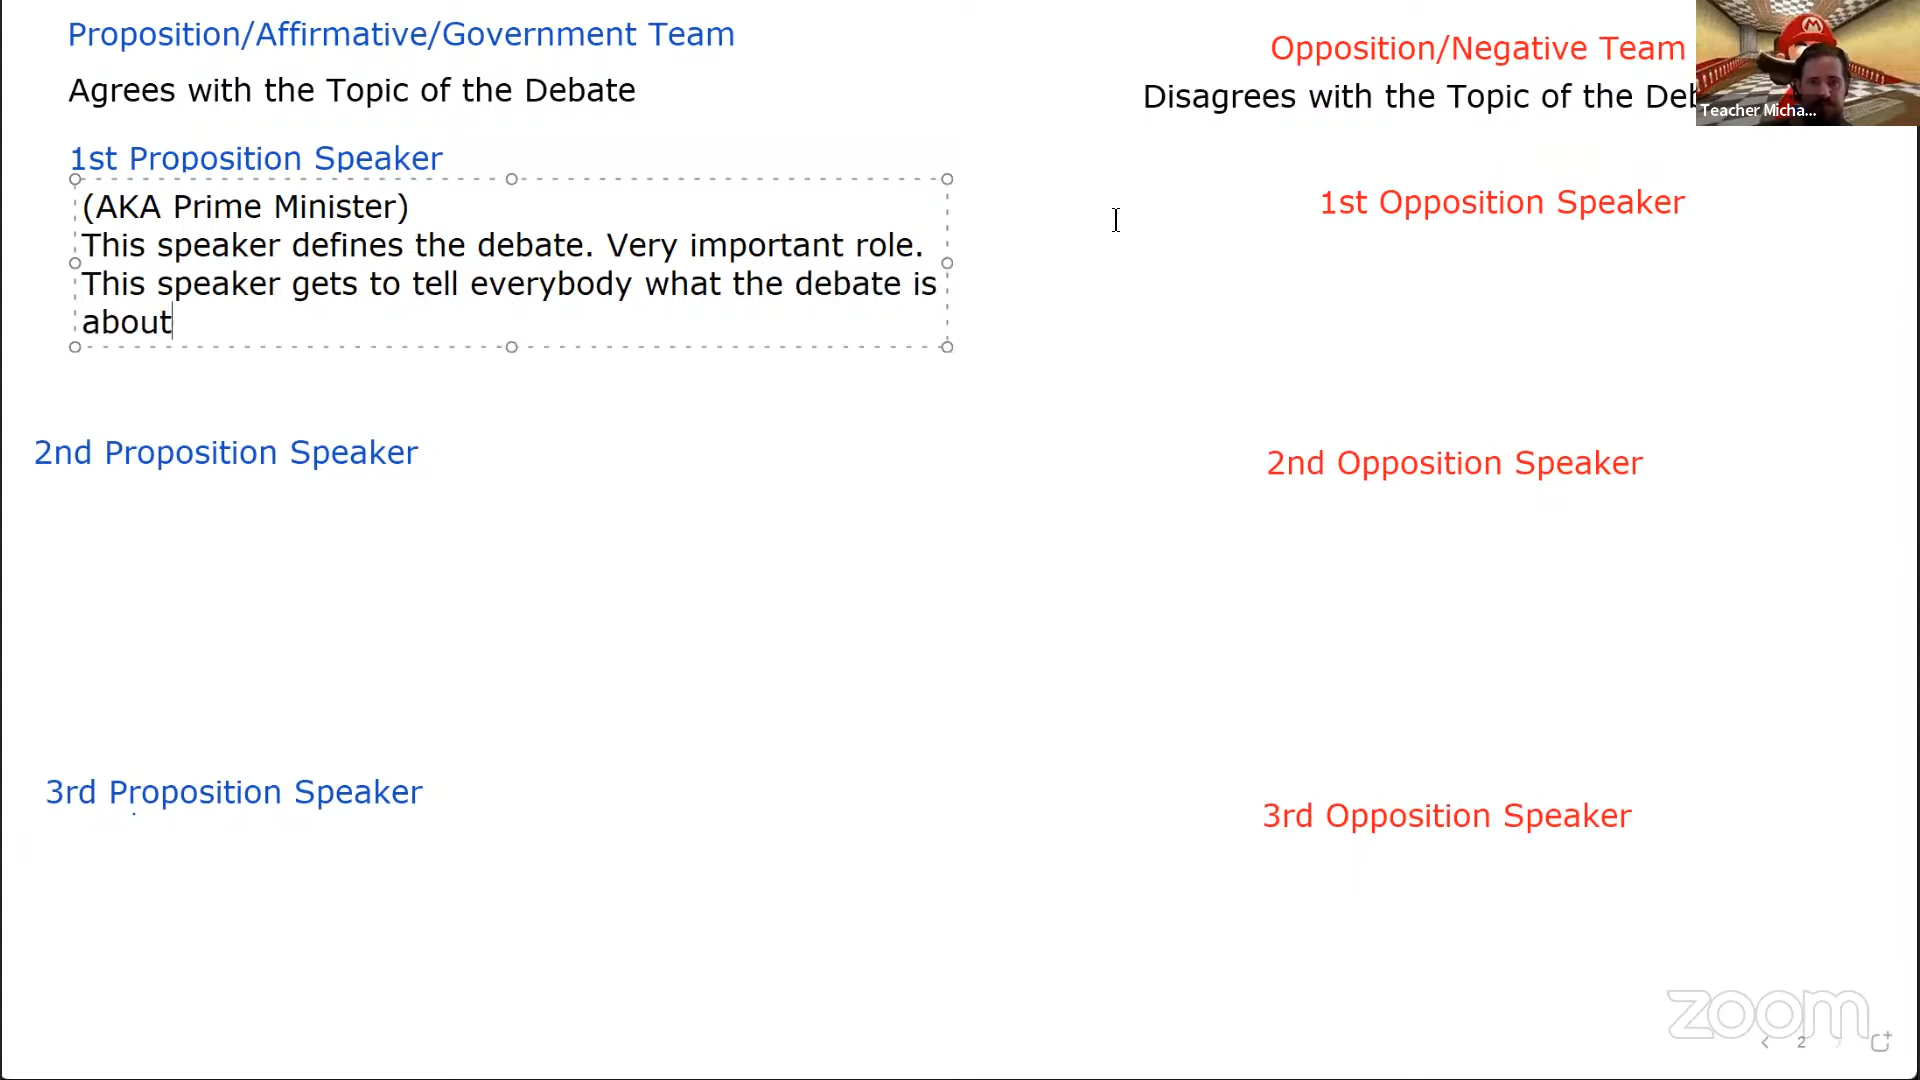 Proposition/Affirmative/Government Team
Agrees with the Topic of the Debate
1st Proposition Speaker
(AKA Prime Minister)
This speaker defines the debate. Very important role.
This speaker gets to tell everybody what the debate is
about
2nd Proposition Speaker
3rd Proposition Speaker
Opposition/Negative Team
Disagrees with the Topic of the Deb
1st Opposition Speaker
2nd Opposition Speaker
3rd Opposition Speaker
M
Teacher Micha...
zoom
2